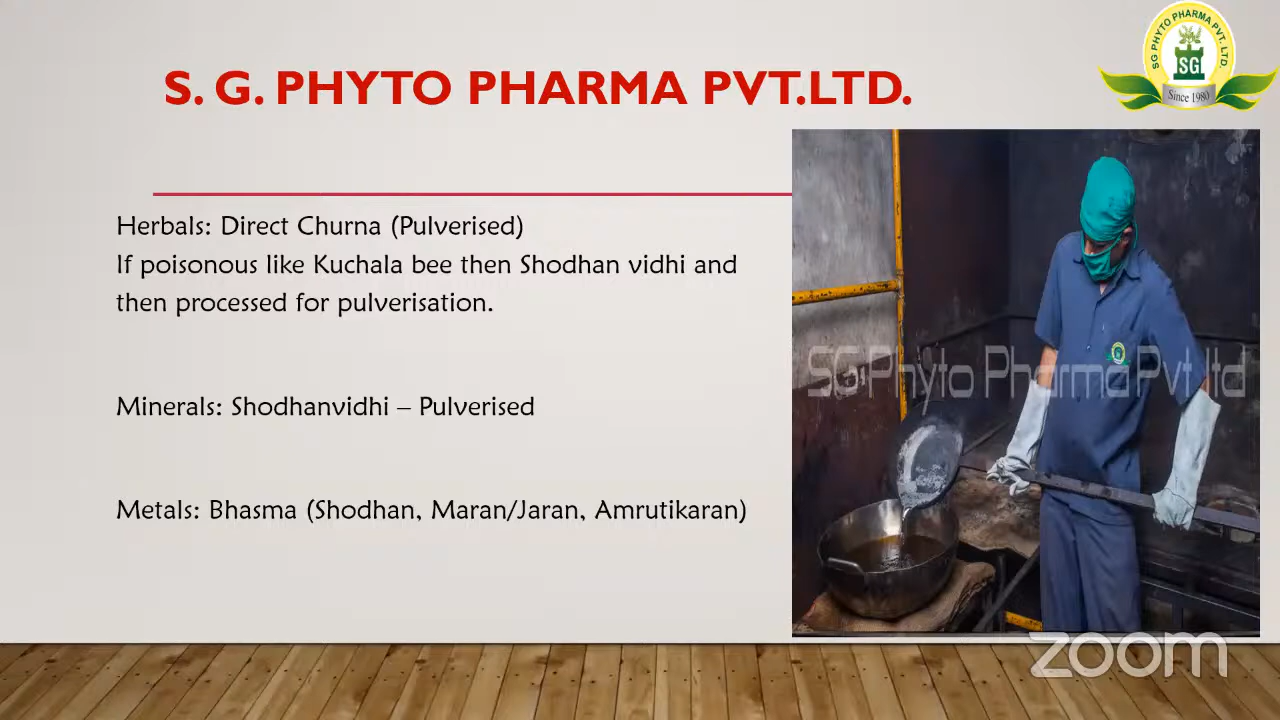 S. G. PHYTO PHARMA PVT.LTD.
SG PHYTO PHARMA PVT. LTD.
SGI
Since 1980
Herbals: Direct Churna (Pulverised)
If poisonous like Kuchala bee then Shodhan vidhi and
then processed for pulverisation.
Minerals: Shodhanvidhi – Pulverised
Metals: Bhasma (Shodhan, Maran/Jaran, Amrutikaran)
SG Phyto Pharma Pvt ltd
zoom